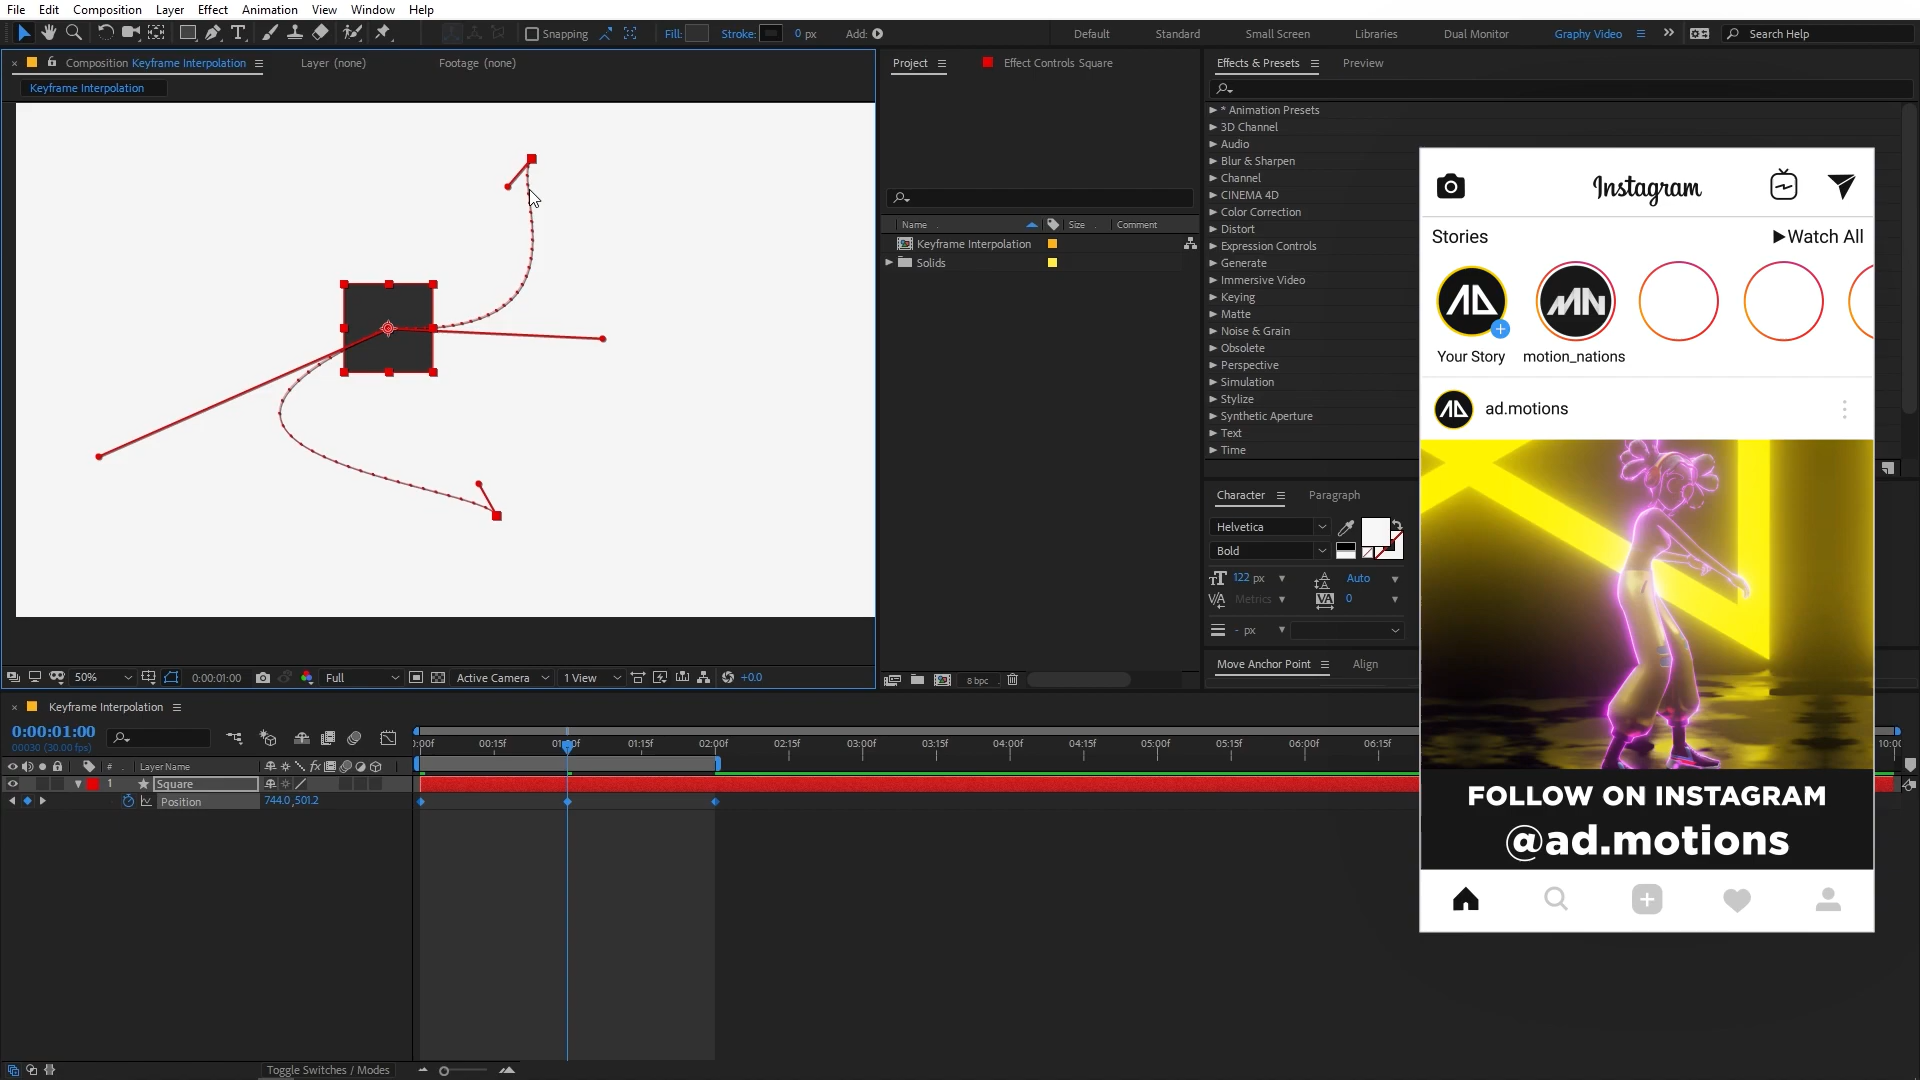 File Edit Composition Layer Effect Animation View Window Help
Snapping Fill: Stroke: 0 px Add: Default Standard Small Screen Libraries Dual Monitor Graphy Video Search Help
Composition Keyframe Interpolation Layer (none) Footage (none)
Keyframe Interpolation
Project Effect Controls Square
Name Size Comment
Keyframe Interpolation
Solids
Effects & Presets Preview
* Animation Presets
3D Channel
Audio
Blur & Sharpen
Channel
CINEMA 4D
Color Correction
Distort
Expression Controls
Generate
Immersive Video
Keying
Matte
Noise & Grain
Obsolete
Perspective
Simulation
Stylize
Synthetic Aperture
Text
Time
Character Paragraph
Helvetica
Bold
122 px Auto
Metrics 0
- px
Move Anchor Point Align
50% 0:00:01:00 Full Active Camera 1 View +0.0
8 bpc
Instagram
Stories Watch All
Your Story motion_nations
ad.motions
FOLLOW ON INSTAGRAM
@ad.motions
Keyframe Interpolation
0:00:01:00
00030 (30.00 fps)
):00f 00:15f 01:00f 01:15f 02:00f 02:15f 03:00f 03:15f 04:00f 04:15f 05:00f 05:15f 06:00f 06:15f 10:0
# Layer Name
1 Square
Position 744.0,501.2
Toggle Switches / Modes